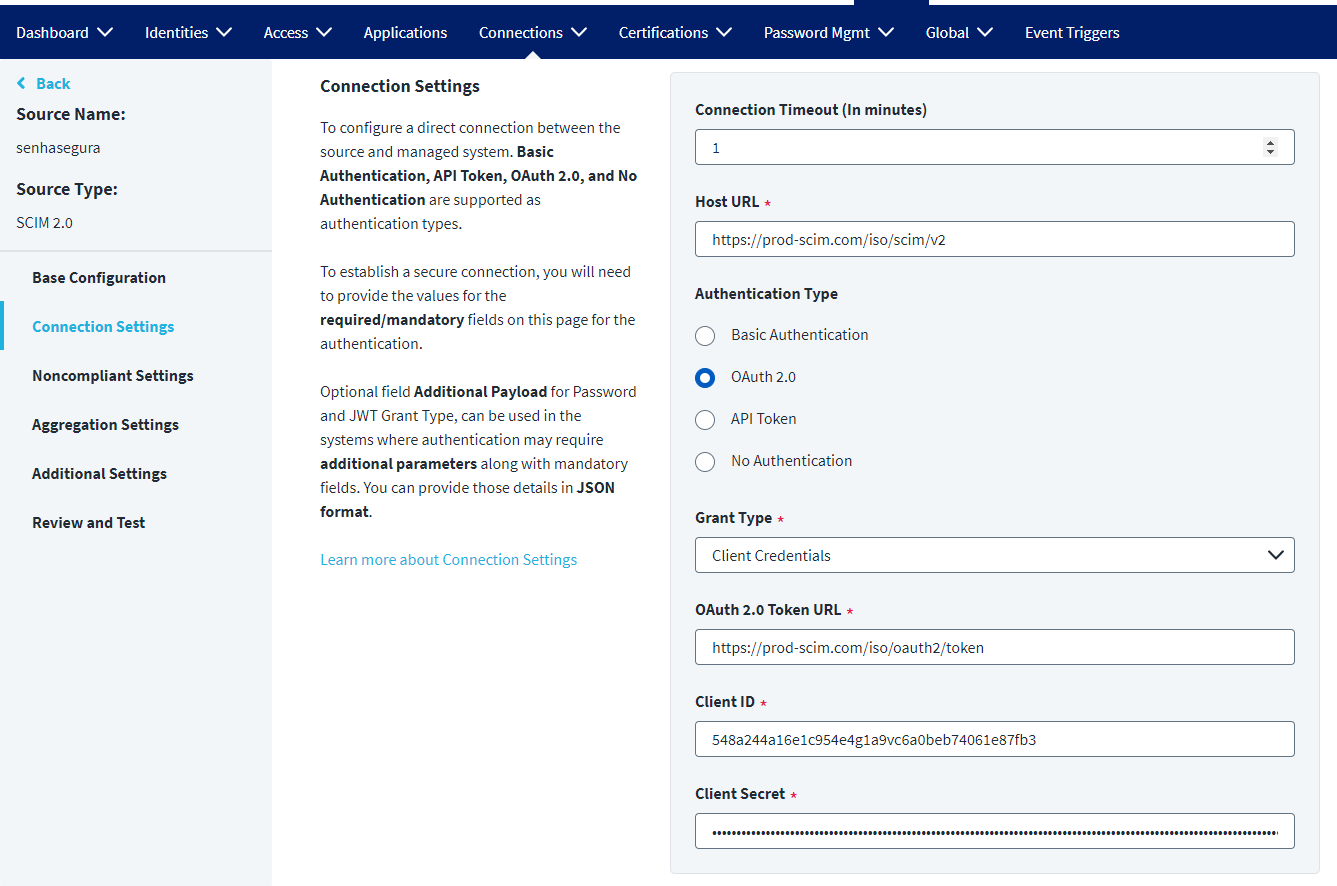 Dashboard Identities Access Applications Connections Certifications Password Mgmt Global Event Triggers
Back
Source Name:
senhasegura
Source Type:
SCIM 2.0
Base Configuration
Connection Settings
Noncompliant Settings
Aggregation Settings
Additional Settings
Review and Test
Connection Settings
To configure a direct connection between the
source and managed system. Basic
Authentication, API Token, OAuth 2.0, and No
Authentication are supported as
authentication types.
To establish a secure connection, you will need
to provide the values for the
required/mandatory fields on this page for the
authentication.
Optional field Additional Payload for Password
and JWT Grant Type, can be used in the
systems where authentication may require
additional parameters along with mandatory
fields. You can provide those details in JSON
format.
Learn more about Connection Settings
Connection Timeout (In minutes)
1
Host URL *
https://prod-scim.com/iso/scim/v2
Authentication Type
Basic Authentication
OAuth 2.0
API Token
No Authentication
Grant Type *
Client Credentials
OAuth 2.0 Token URL *
https://prod-scim.com/iso/oauth2/token
Client ID *
548a244a16e1c954e4g1a9vc6a0beb74061e87fb3
Client Secret *